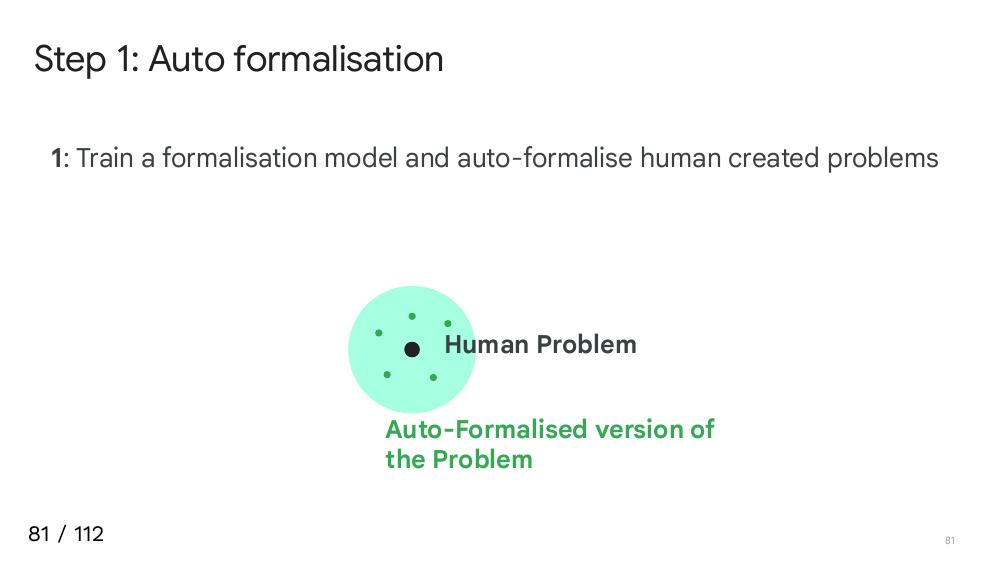 Step 1: Auto formalisation
1: Train a formalisation model and auto-formalise human created problems
Human Problem
Auto-Formalised version of
the Problem
81 / 112
81